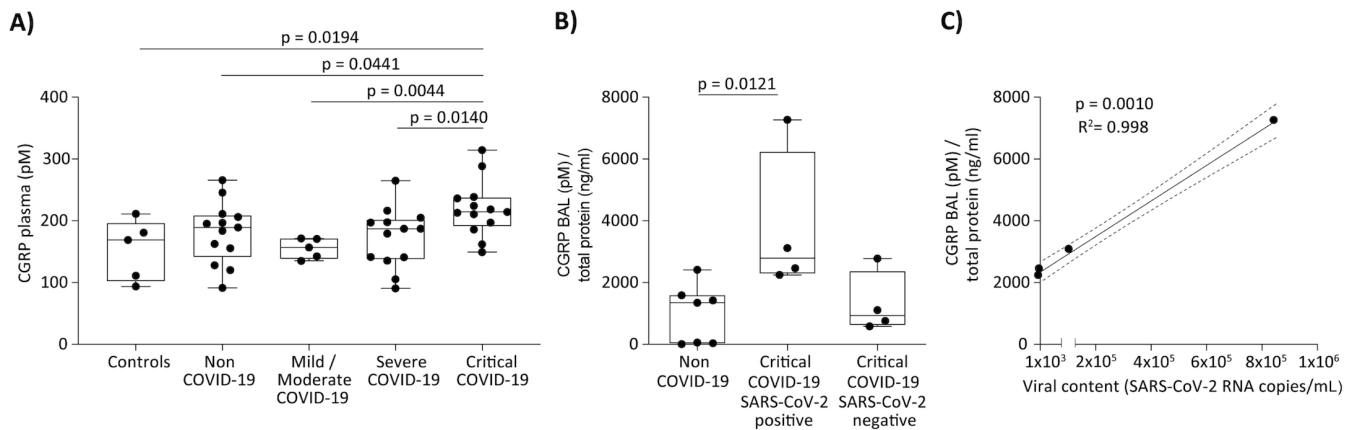 A)
p = 0.0194
p = 0.0441
p = 0.0044
p = 0.0140
CGRP plasma (pM)
400
300
200
100
0
Controls
Non
COVID-19
Mild /
Moderate
COVID-19
Severe
COVID-19
Critical
COVID-19
B)
p = 0.0121
CGRP BAL (pM) /
total protein (ng/ml)
8000
6000
4000
2000
0
Non
COVID-19
Critical
COVID-19
SARS-CoV-2
positive
Critical
COVID-19
SARS-CoV-2
negative
C)
p = 0.0010
R²= 0.998
CGRP BAL (pM) /
total protein (ng/ml)
8000
6000
4000
2000
0
1x10³ 2x10⁵ 4x10⁵ 6x10⁵ 8x10⁵ 1x10⁶
Viral content (SARS-CoV-2 RNA copies/mL)